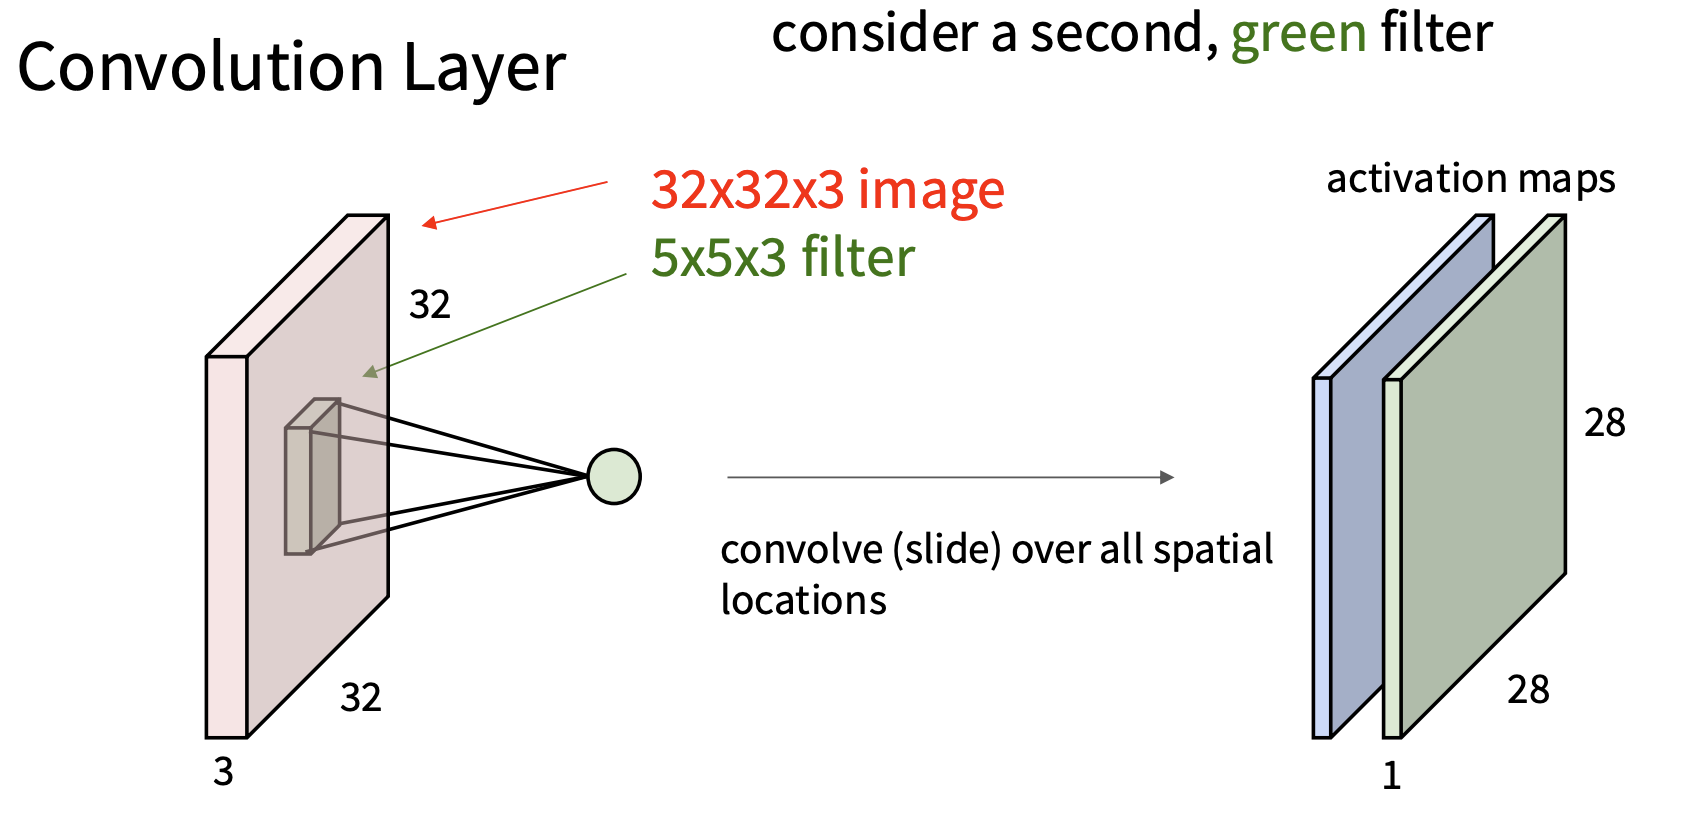 consider a second, green filter
Convolution Layer
32x32x3 image
5x5x3 filter
activation maps
32
28
convolve (slide) over all spatial
locations
32
28
3
1